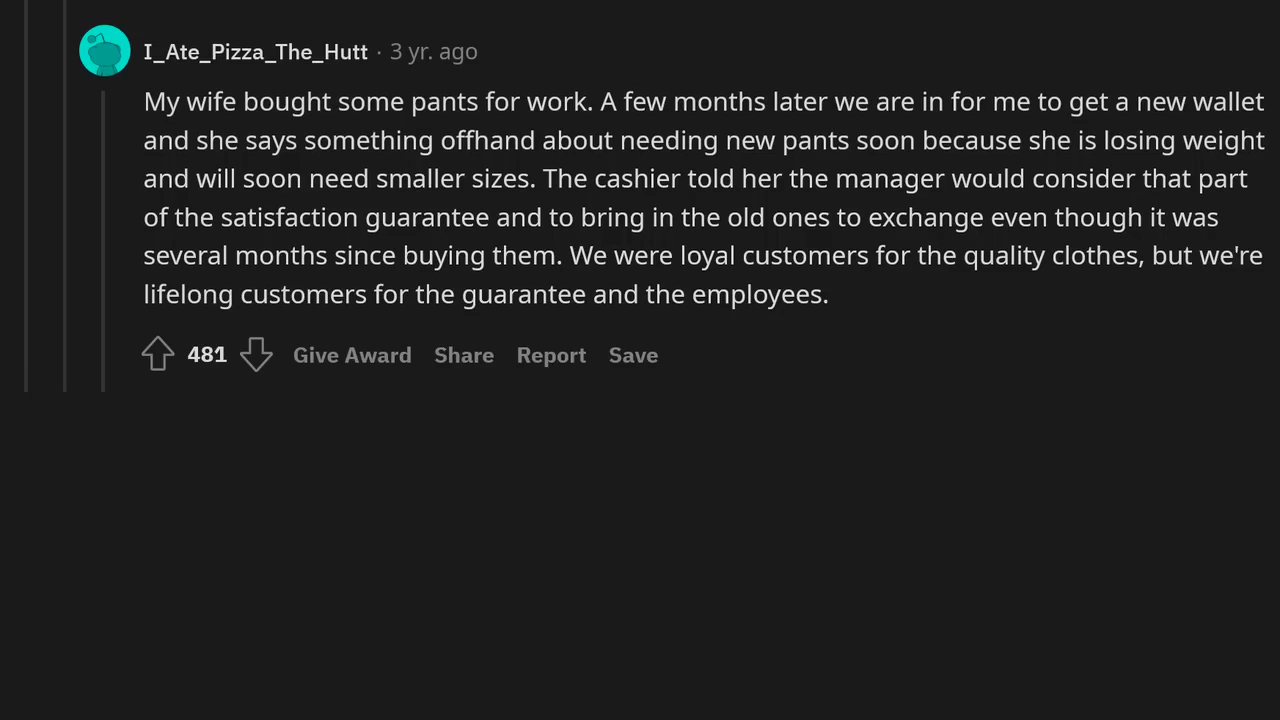 I_Ate_Pizza_The_Hutt · 3 yr. ago
My wife bought some pants for work. A few months later we are in for me to get a new wallet
and she says something offhand about needing new pants soon because she is losing weight
and will soon need smaller sizes. The cashier told her the manager would consider that part
of the satisfaction guarantee and to bring in the old ones to exchange even though it was
several months since buying them. We were loyal customers for the quality clothes, but we're
lifelong customers for the guarantee and the employees.
481 Give Award Share Report Save